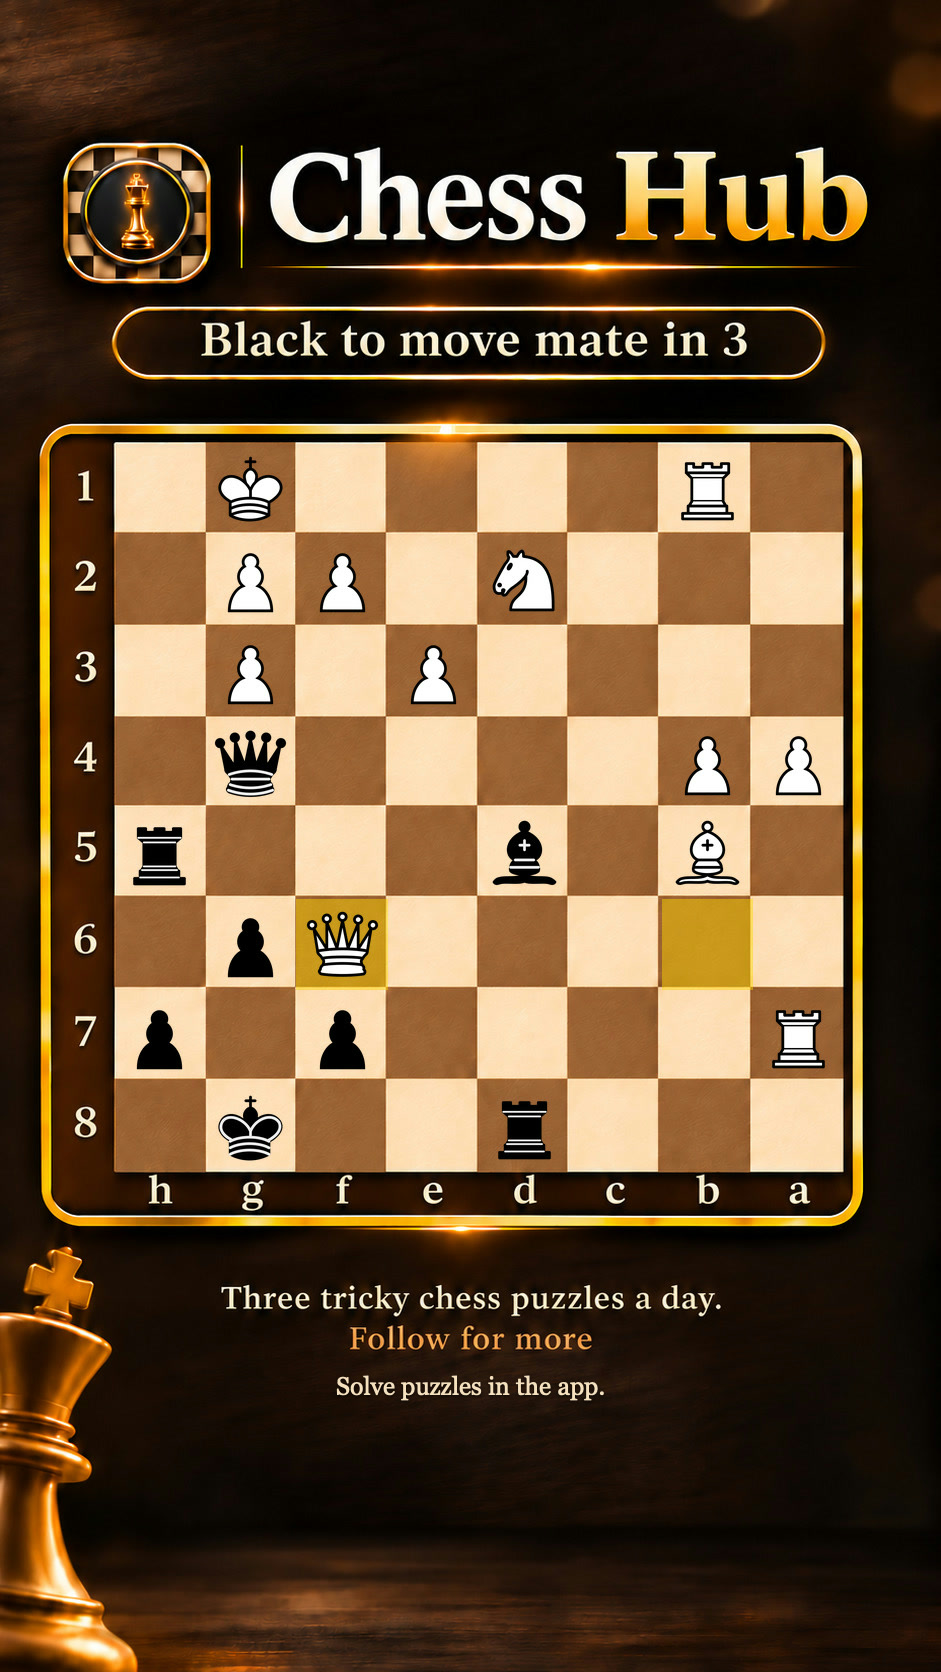 Chess Hub
Black to move mate in 3
1
2
3
4
5
6
7
8
h g f e d c b a
Three tricky chess puzzles a day.
Follow for more
Solve puzzles in the app.